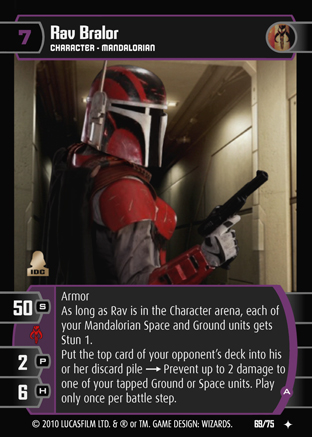 7 Rav Bralor
CHARACTER - MANDALORIAN
IDC
50 S
2 P
6 H
Armor
As long as Rav is in the Character arena, each of
your Mandalorian Space and Ground units gets
Stun 1.
Put the top card of your opponent's deck into his
or her discard pile → Prevent up to 2 damage to
one of your tapped Ground or Space units. Play
only once per battle step.
A
© 2010 LUCASFILM LTD. & ® or TM. GAME DESIGN: WIZARDS. 69/75